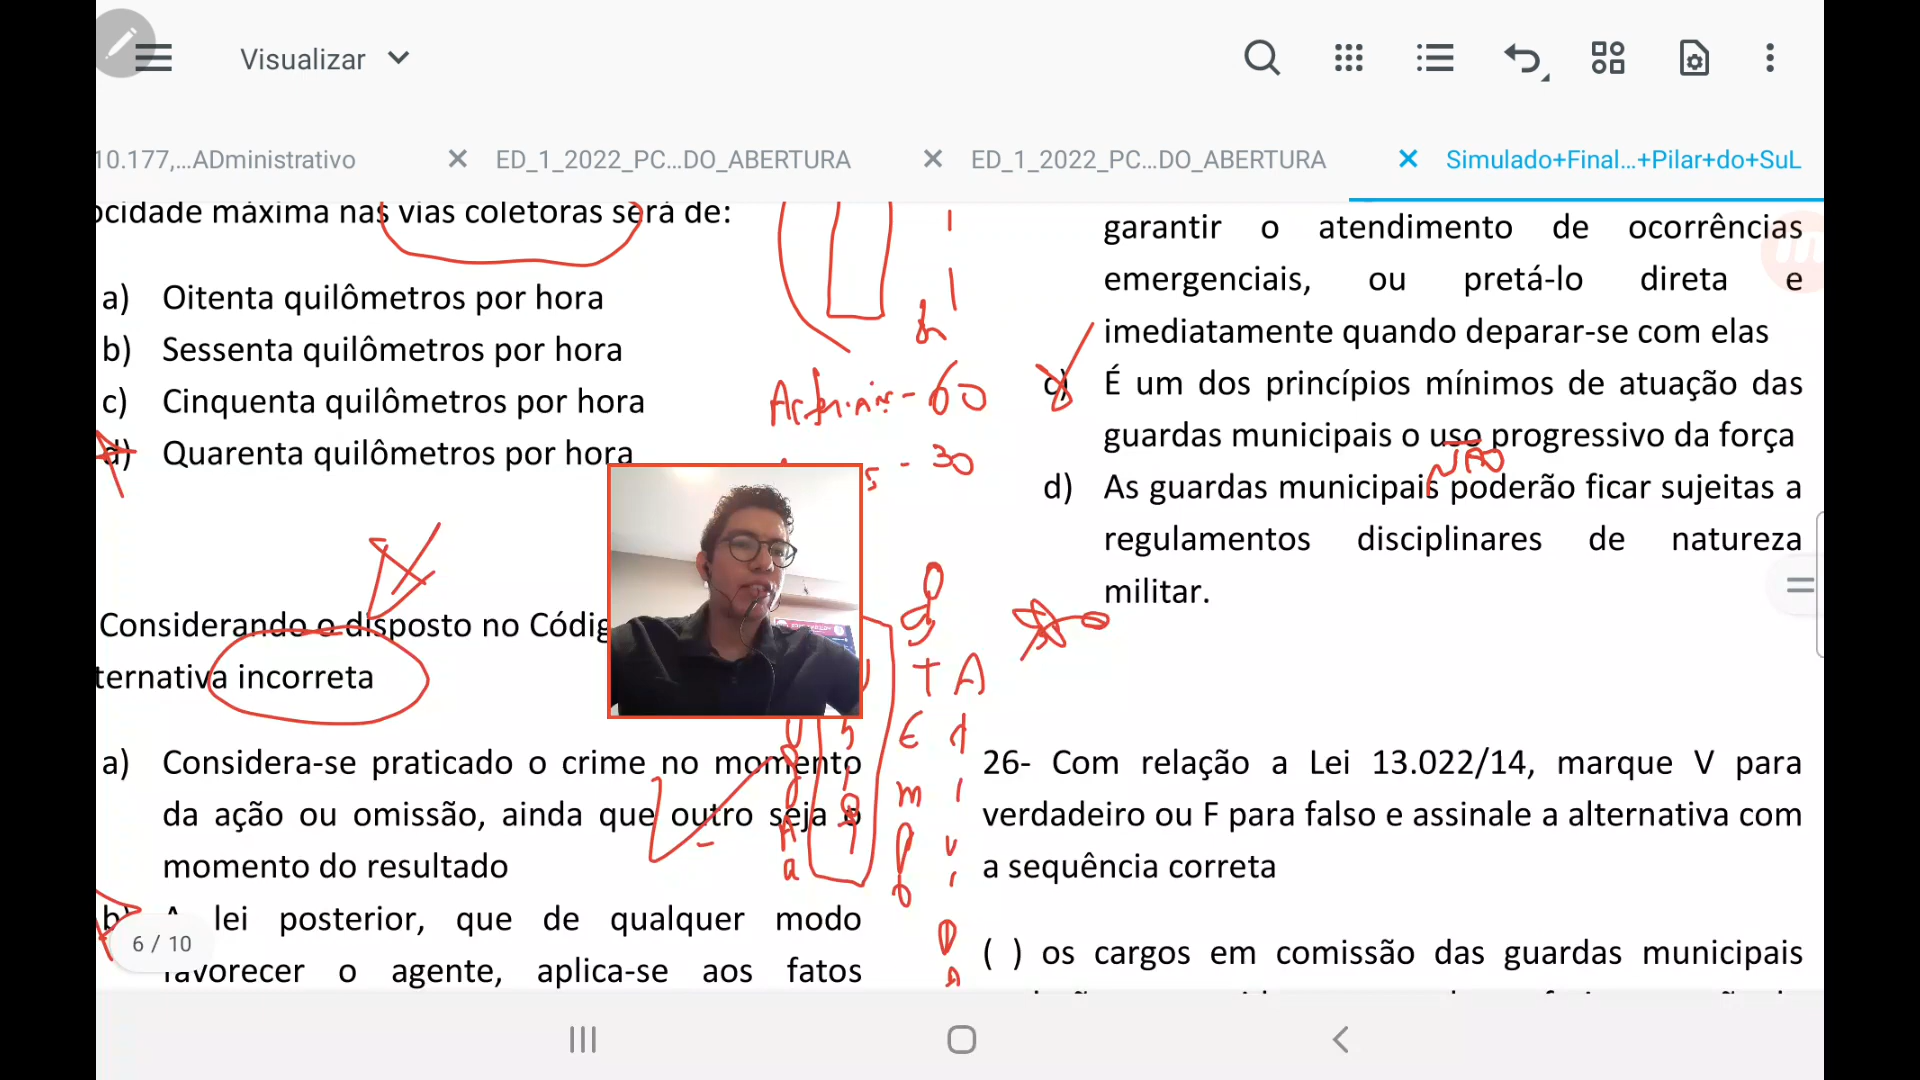 Visualizar
10.177,...ADministrativo
ED_1_2022_PC...DO_ABERTURA
ED_1_2022_PC...DO_ABERTURA
Simulado+Final...+Pilar+do+SuL
ocidade máxima nas vias coletoras será de:
a) Oitenta quilômetros por hora
b) Sessenta quilômetros por hora
c) Cinquenta quilômetros por hora
d) Quarenta quilômetros por hora
60
- 30
Considerando o disposto no Códig
ternativa incorreta
a) Considera-se praticado o crime no momento
da ação ou omissão, ainda que outro seja o
momento do resultado
b) A lei posterior, que de qualquer modo
favorecer o agente, aplica-se aos fatos
6 / 10
garantir o atendimento de ocorrências
emergenciais, ou pretá-lo direta e
imediatamente quando deparar-se com elas
c) É um dos princípios mínimos de atuação das
guardas municipais o uso progressivo da força
NÃO
d) As guardas municipais poderão ficar sujeitas a
regulamentos disciplinares de natureza
militar.
26- Com relação a Lei 13.022/14, marque V para
verdadeiro ou F para falso e assinale a alternativa com
a sequência correta
( ) os cargos em comissão das guardas municipais